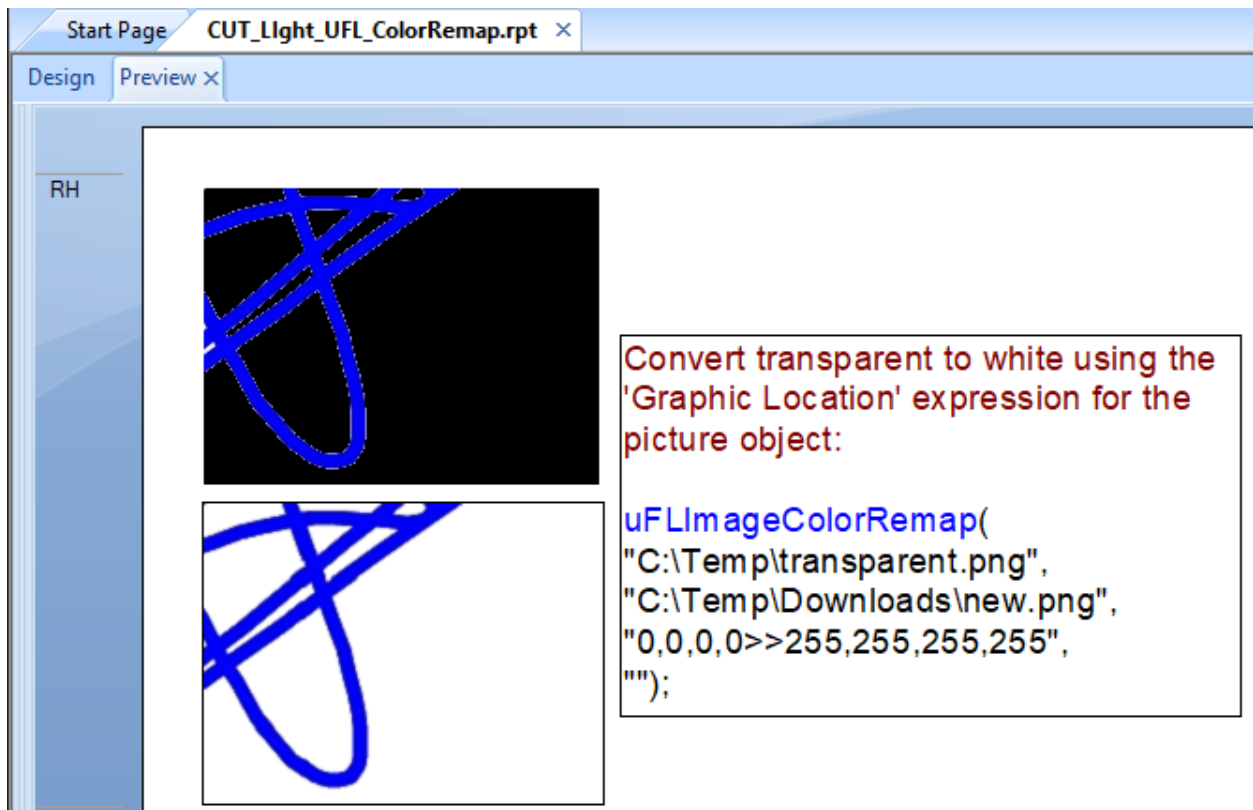 Start Page
CUT_LIght_UFL_ColorRemap.rpt
Design
Preview
RH
Convert transparent to white using the
'Graphic Location' expression for the
picture object:
uFLImageColorRemap(
"C:\Temp\transparent.png",
"C:\Temp\Downloads\new.png",
"0,0,0,0>>255,255,255,255",
"");